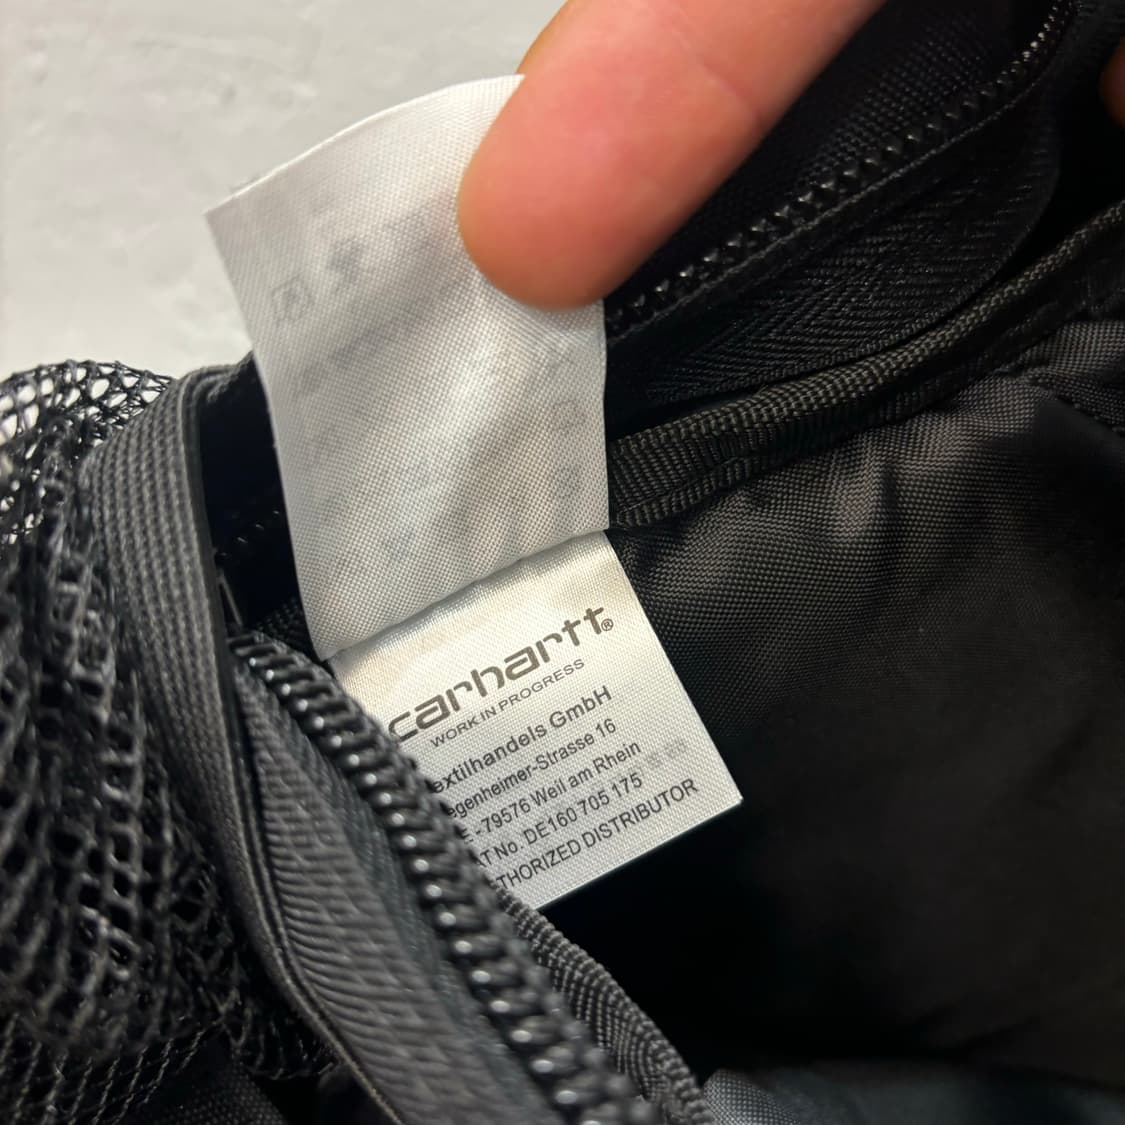 carhartt®
WORK IN PROGRESS
extilhandels GmbH
egenheimer-Strasse 16
E-79576 Weil am Rhein
AT No. DE160 705 175
THORIZED DISTRIBUTOR